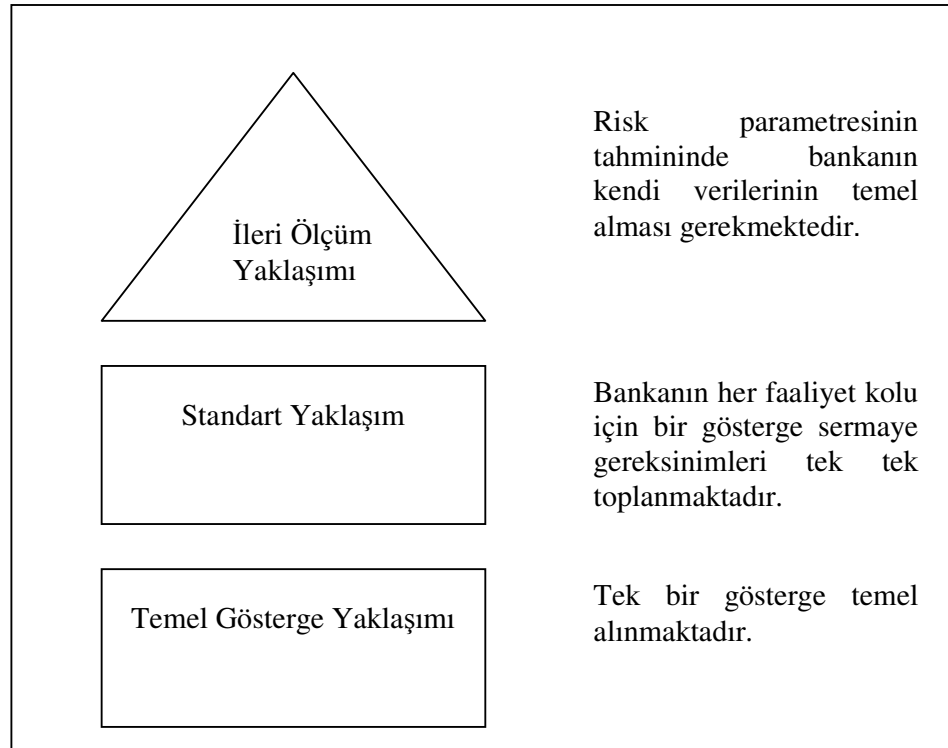 İleri Ölçüm
Yaklaşımı
Risk parametresinin
tahmininde bankanın
kendi verilerinin temel
alması gerekmektedir.
Standart Yaklaşım
Bankanın her faaliyet kolu
için bir gösterge sermaye
gereksinimleri tek tek
toplanmaktadır.
Temel Gösterge Yaklaşımı
Tek bir gösterge temel
alınmaktadır.